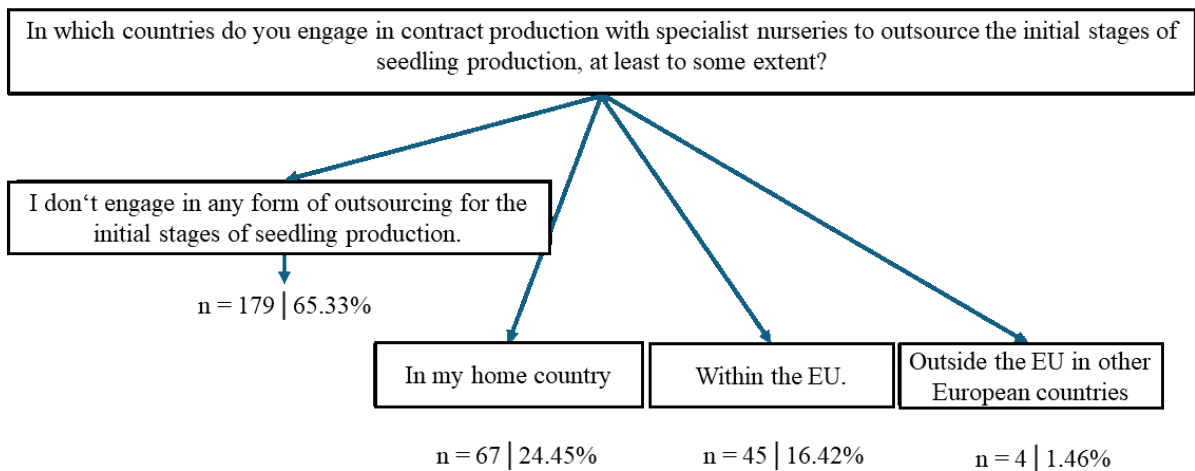 In which countries do you engage in contract production with specialist nurseries to outsource the initial stages of
seedling production, at least to some extent?
I don‘t engage in any form of outsourcing for the
initial stages of seedling production.
n = 179 | 65.33%
In my home country
Within the EU.
Outside the EU in other
European countries
n = 67 | 24.45%
n = 45 | 16.42%
n = 4 | 1.46%